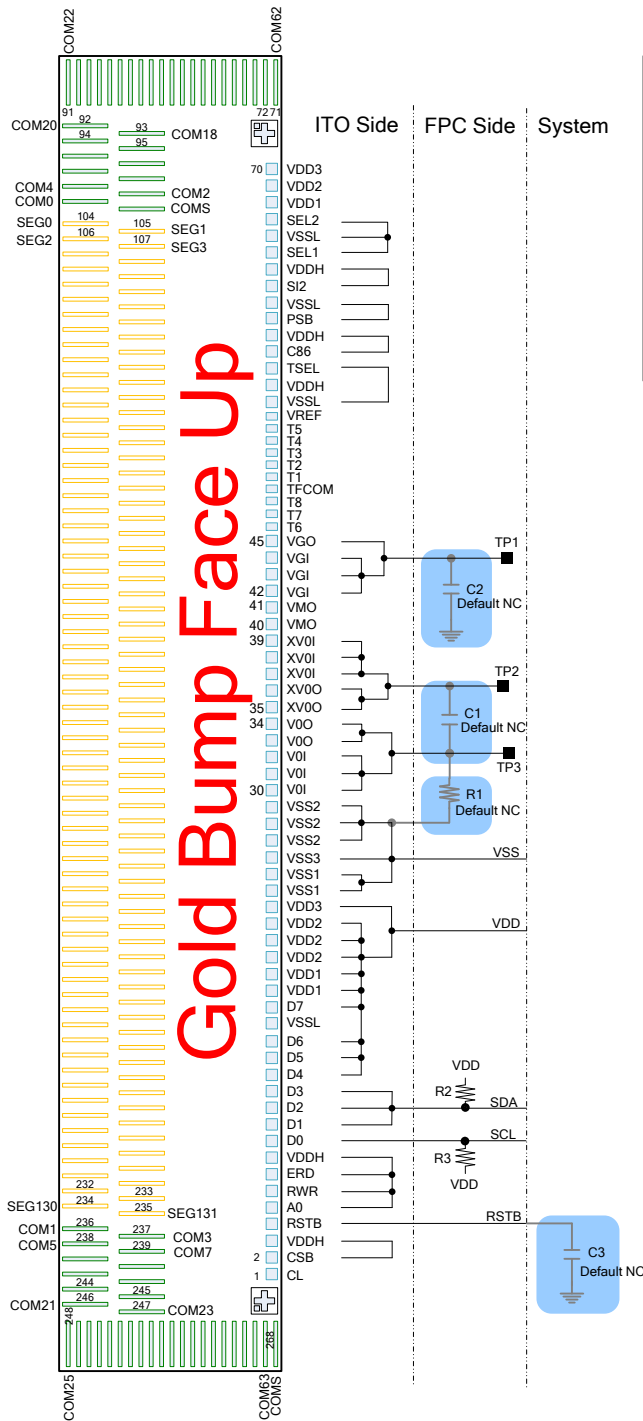 COM22
COM62
91
7271
ITO Side
FPC Side
System
COM20
92
94
93
95
COM18
70
VDD3
VDD2
VDD1
SEL2
VSSL
SEL1
VDDH
SI2
VSSL
PSB
VDDH
C86
TSEL
VDDH
VSSL
VREF
T5
T4
T3
T2
T1
TFCOM
T8
T7
T6
COM4
COM0
COM2
COMS
SEG0
104
105
SEG1
SEG2
106
107
SEG3
Gold Bump Face Up
45
VGO
VGI
VGI
42
VGI
41
VMO
40
VMO
39
XV0I
XV0I
XV0I
XV0O
35
XV0O
34
V0O
V0O
V0I
V0I
30
V0I
VSS2
VSS2
VSS2
VSS3
VSS1
VSS1
VDD3
VDD2
VDD2
VDD2
VDD1
VDD1
D7
VSSL
D6
D5
D4
D3
D2
D1
D0
VDDH
ERD
RWR
A0
RSTB
VDDH
2
CSB
1
CL
TP1
C2
Default NC
TP2
C1
Default NC
TP3
R1
Default NC
VSS
VDD
VDD
R2
SDA
SCL
R3
VDD
RSTB
C3
Default NC
232
233
SEG130
234
235
SEG131
COM1
236
237
COM3
COM5
238
239
COM7
244
245
COM21
246
247
COM23
248
268
COM25
COM63
COMS